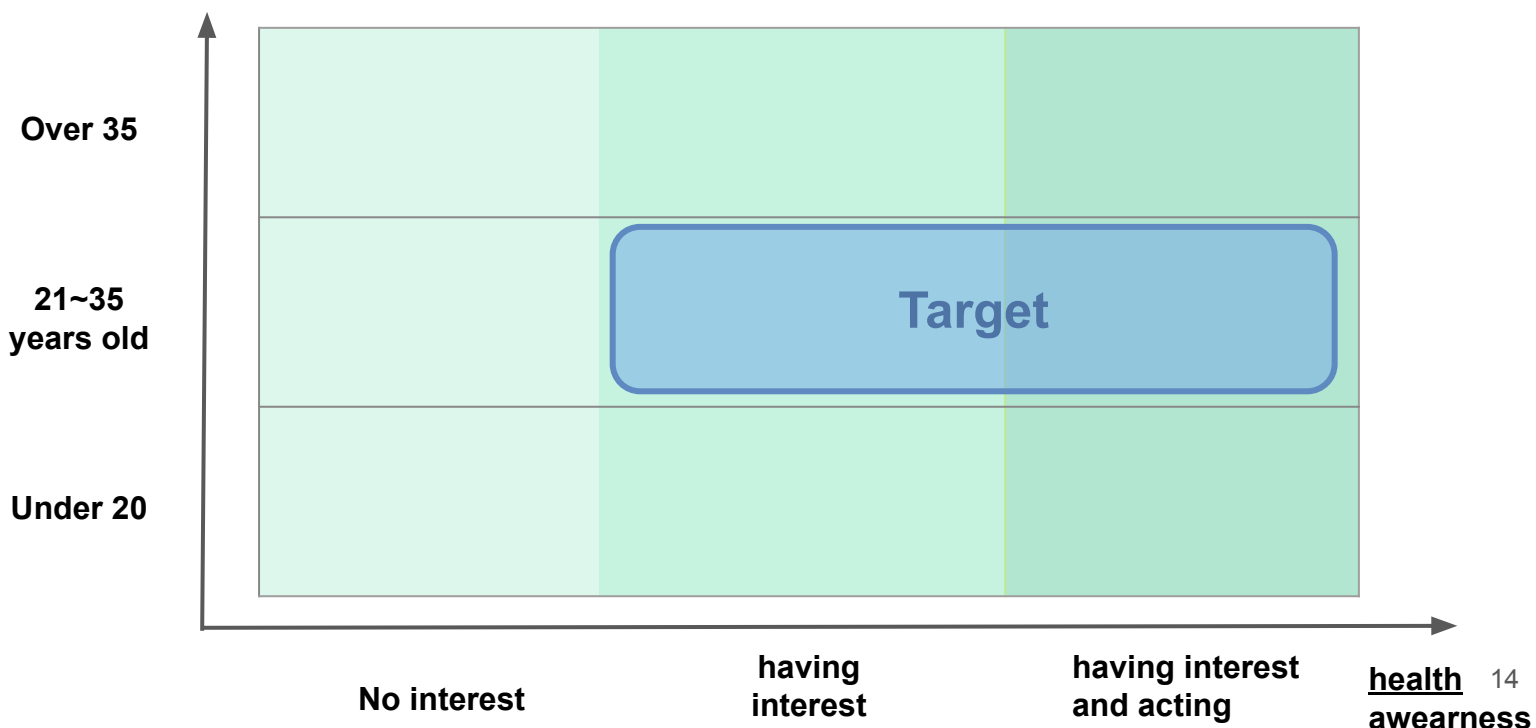 Over 35
21~35
years old
Target
Under 20
No interest
having
interest
having interest
and acting
health
awearness
14